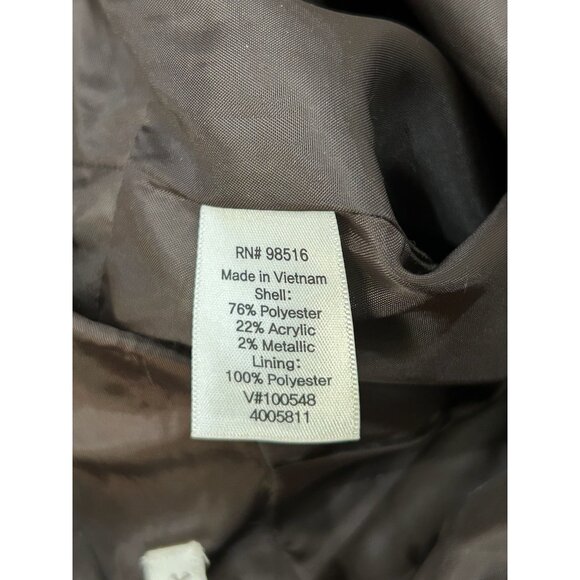 RN# 98516
Made in Vietnam
Shell:
76% Polyester
22% Acrylic
2% Metallic
Lining:
100% Polyester
V#100548
4005811